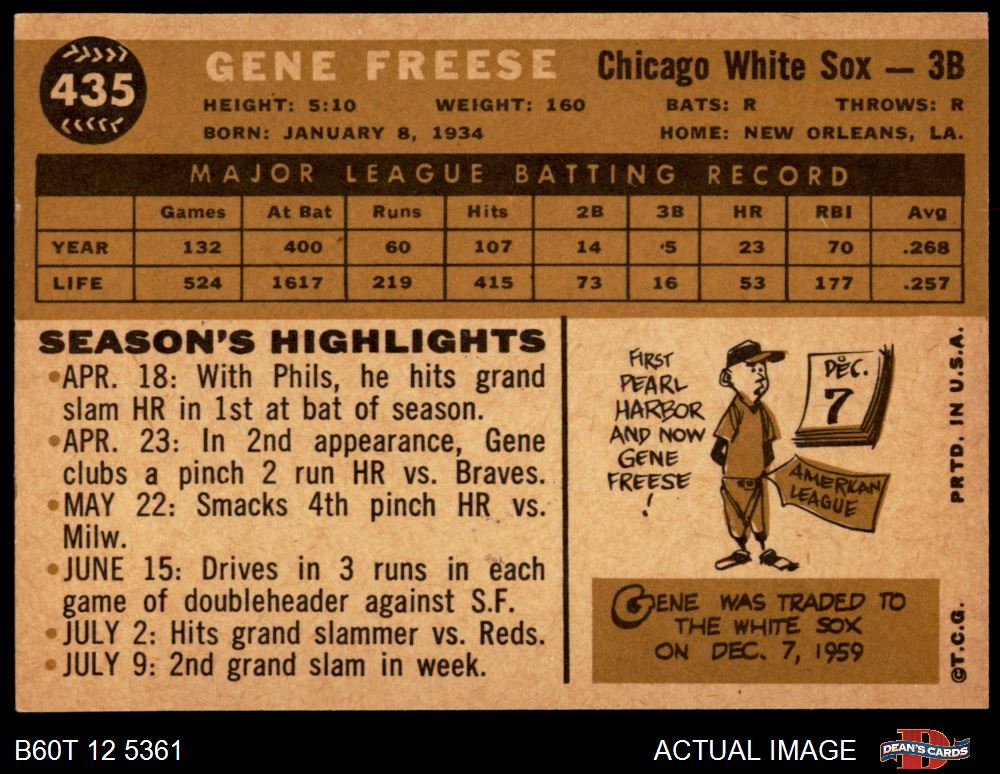 435
GENE FREESE Chicago White Sox — 3B
HEIGHT: 5:10 WEIGHT: 160 BATS: R THROWS: R
BORN: JANUARY 8, 1934 HOME: NEW ORLEANS, LA.
MAJOR LEAGUE BATTING RECORD
Games At Bat Runs Hits 2B 3B HR RBI Avg
YEAR 132 400 60 107 14 5 23 70 .268
LIFE 524 1617 219 415 73 16 53 177 .257
SEASON'S HIGHLIGHTS
•APR. 18: With Phils, he hits grand
slam HR in 1st at bat of season.
•APR. 23: In 2nd appearance, Gene
clubs a pinch 2 run HR vs. Braves.
•MAY 22: Smacks 4th pinch HR vs.
Milw.
•JUNE 15: Drives in 3 runs in each
game of doubleheader against S.F.
•JULY 2: Hits grand slammer vs. Reds.
•JULY 9: 2nd grand slam in week.
FIRST
PEARL
HARBOR
AND NOW
GENE
FREESE
!
DEC.
7
AMERICAN
LEAGUE
GENE WAS TRADED TO
THE WHITE SOX
ON DEC. 7, 1959
©T.C.G. PRTD. IN U.S.A.
B60T 12 5361 ACTUAL IMAGE
DEAN'S CARDS